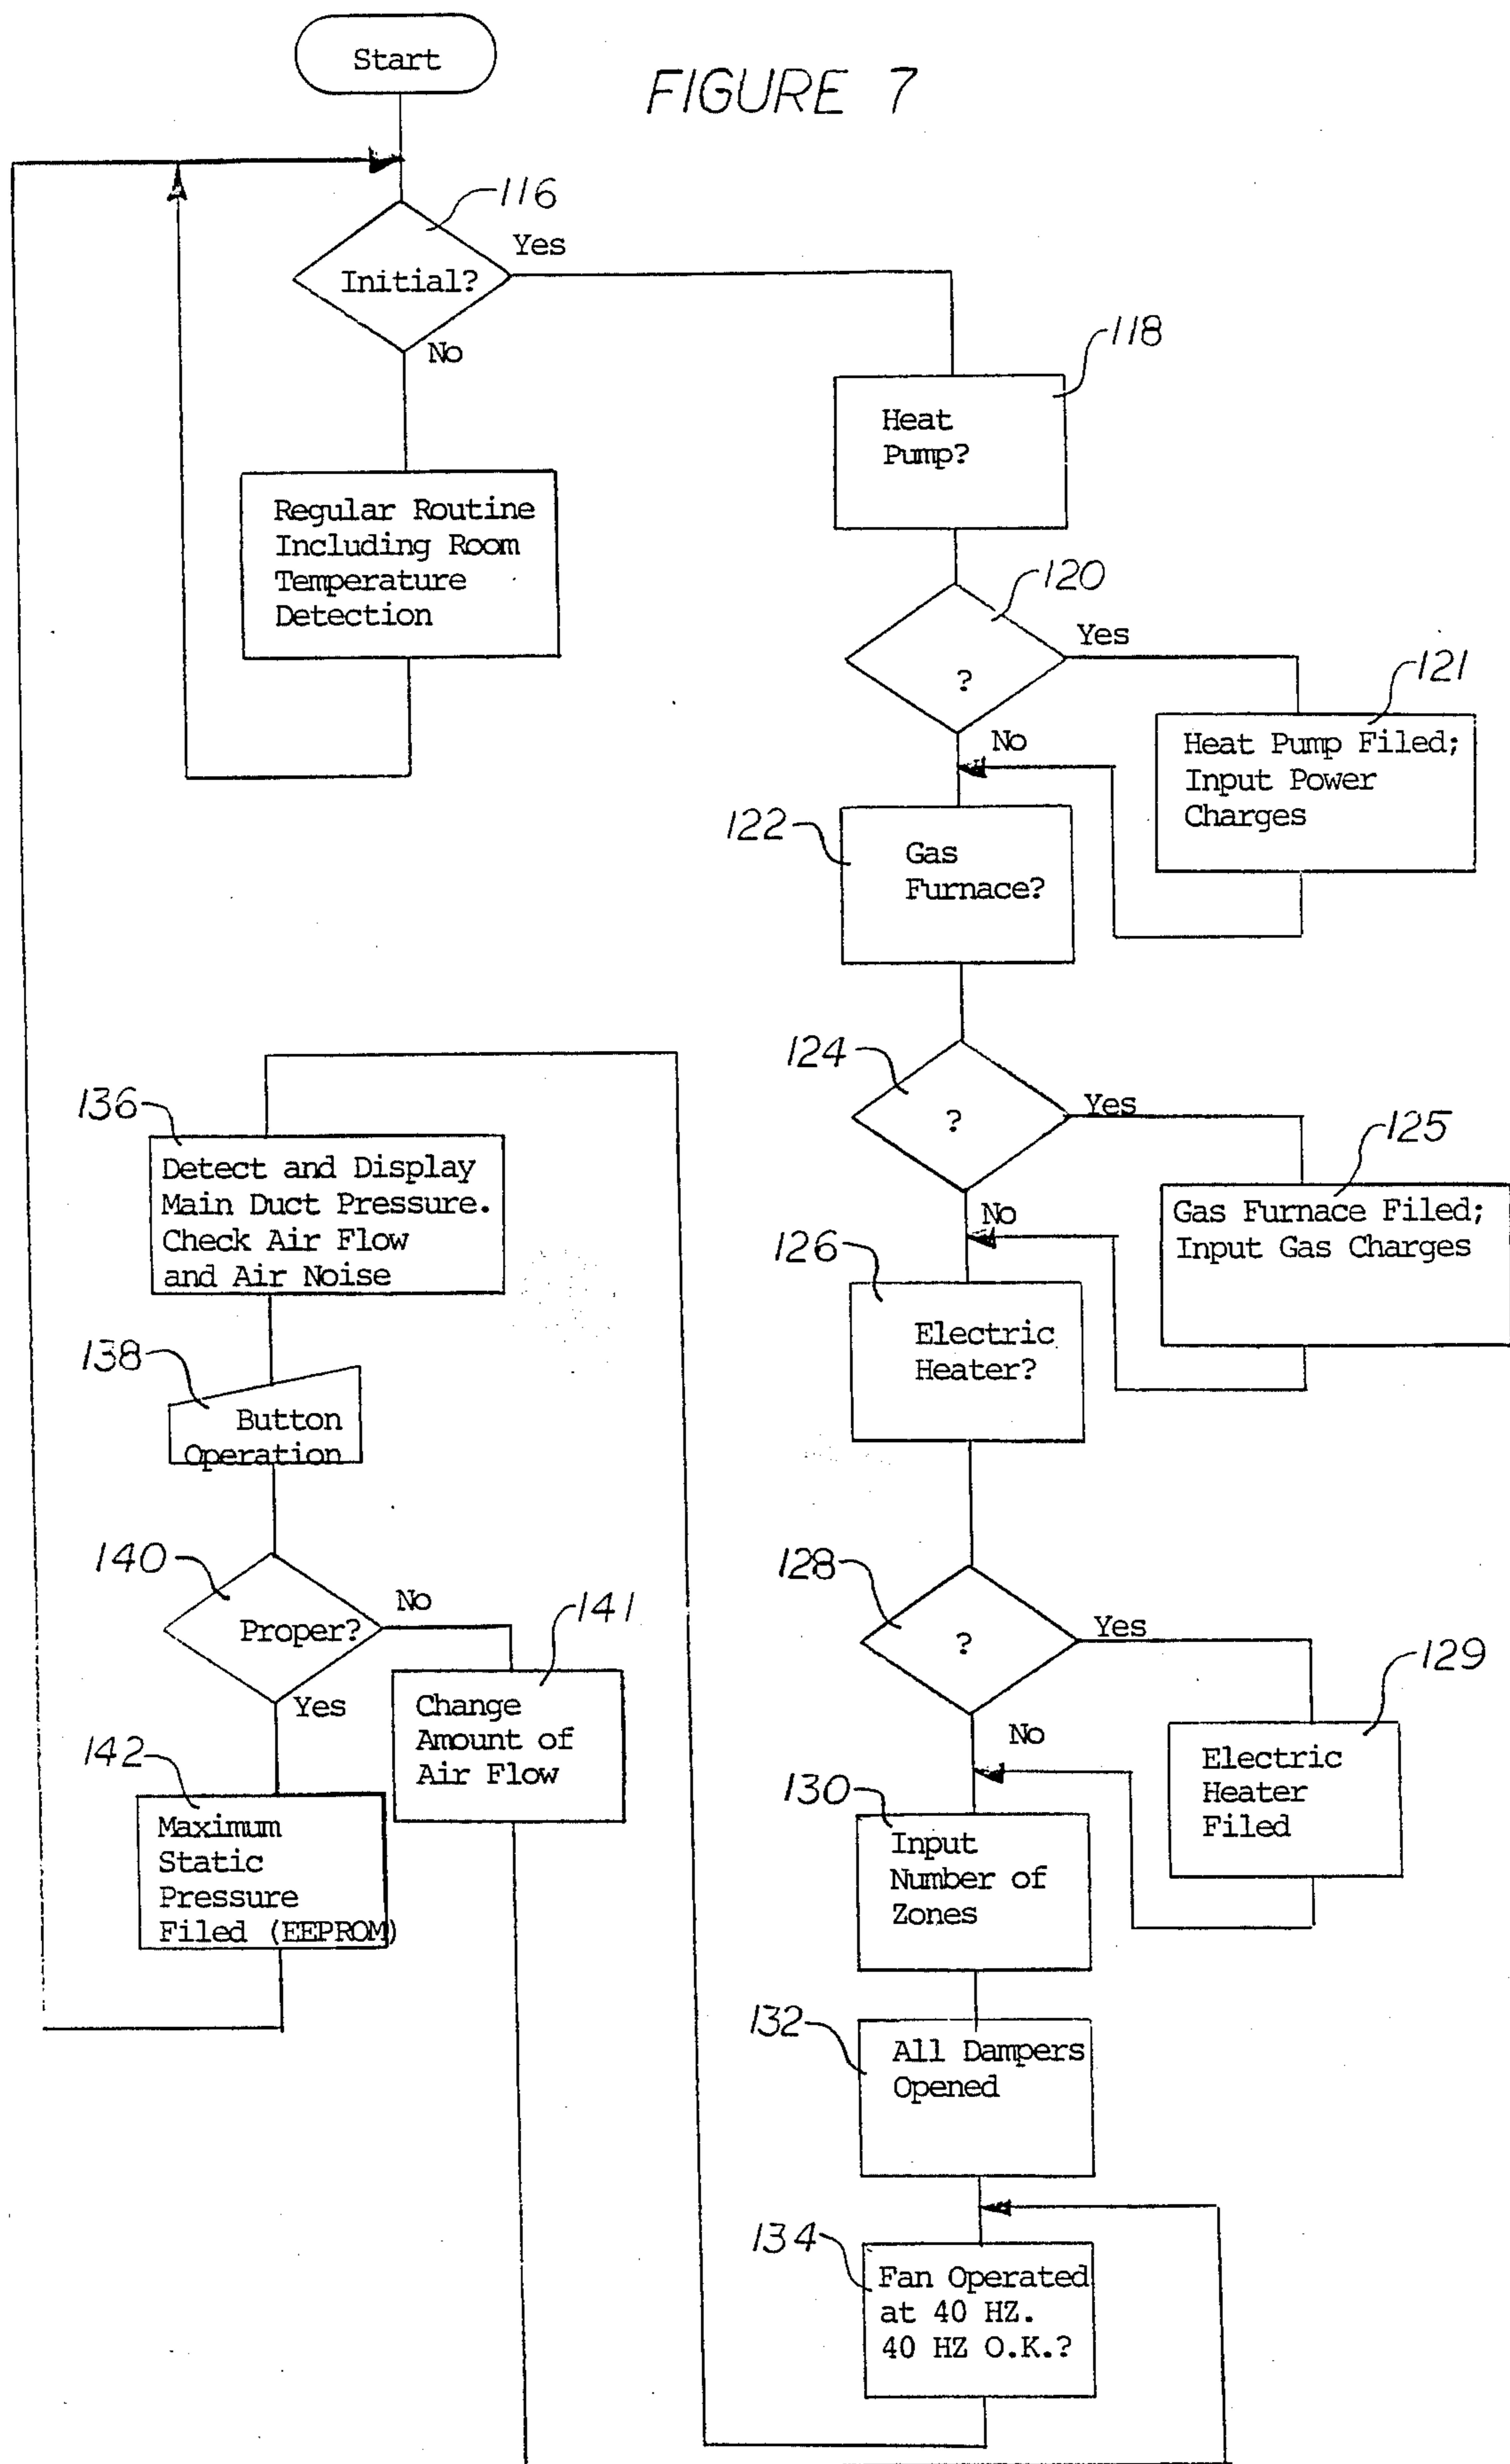 Start
FIGURE 7
116
Initial?
Yes
No
Regular Routine
Including Room
Temperature
Detection
118
Heat
Pump?
120
?
Yes
No
121
Heat Pump Filed;
Input Power
Charges
122
Gas
Furnace?
124
?
Yes
No
125
Gas Furnace Filed;
Input Gas Charges
126
Electric
Heater?
128
?
Yes
No
129
Electric
Heater
Filed
130
Input
Number of
Zones
132
All Dampers
Opened
134
Fan Operated
at 40 HZ.
40 HZ O.K.?
136
Detect and Display
Main Duct Pressure.
Check Air Flow
and Air Noise
138
Button
Operation
140
Proper?
No
Yes
141
Change
Amount of
Air Flow
142
Maximum
Static
Pressure
Filed (EEPROM)